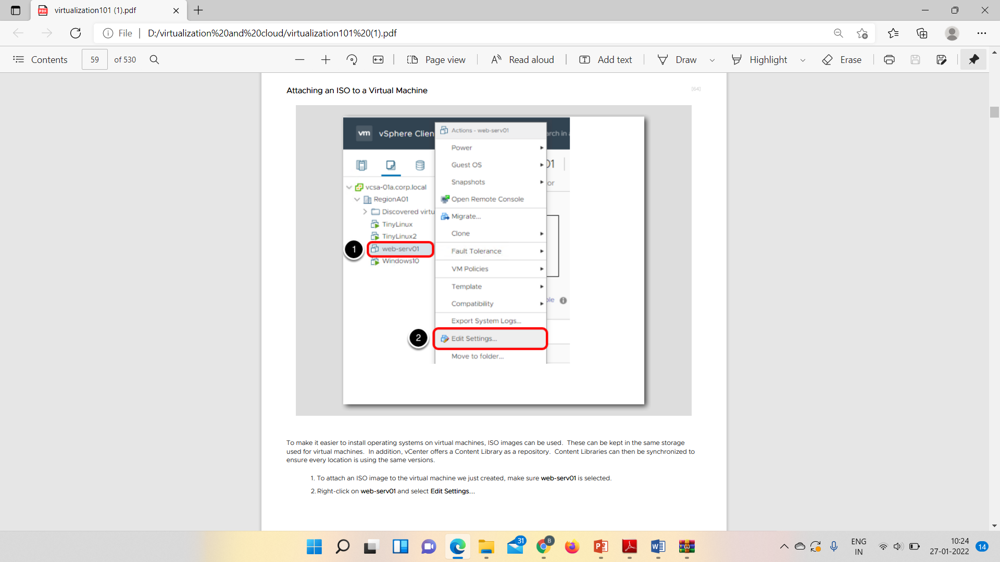 virtualization101 (1).pdf
File
D:/virtualization%20and%20cloud/virtualization101%20(1).pdf
Contents
59
of 530
Page view
Read aloud
Add text
Draw
Highlight
Erase
Attaching an ISO to a Virtual Machine
[64]
vm
vSphere Clien
Actions - web-serv01
arch in a
Power
Guest OS
01
Snapshots
or
vcsa-01a.corp.local
Open Remote Console
RegionA01
Discovered virtu
Migrate...
TinyLinux
Clone
TinyLinux2
1
web-serv01
Fault Tolerance
Windows10
VM Policies
Template
Compatibility
ole
Export System Logs...
2
Edit Settings...
Move to folder...
To make it easier to install operating systems on virtual machines, ISO images can be used. These can be kept in the same storage
used for virtual machines. In addition, vCenter offers a Content Library as a repository. Content Libraries can then be synchronized to
ensure every location is using the same versions.
1. To attach an ISO image to the virtual machine we just created, make sure web-serv01 is selected.
2. Right-click on web-serv01 and select Edit Settings...
31
B
ENG
IN
10:24
27-01-2022
14